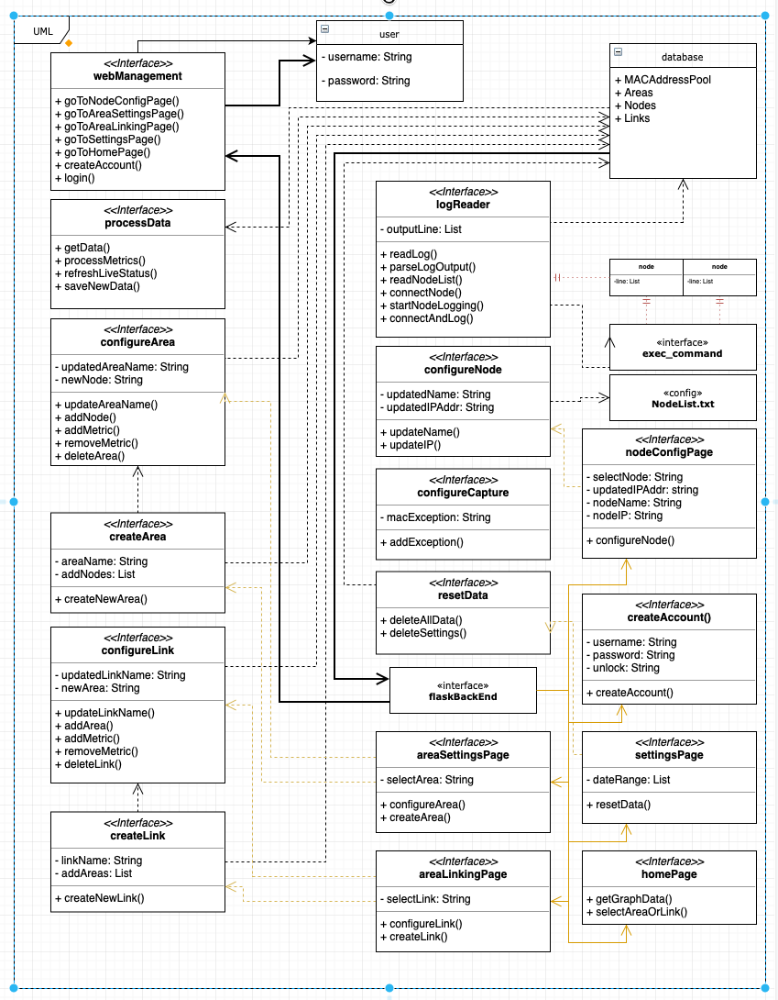 UML
<<Interface>>
webManagement
+ goToNodeConfigPage()
+ goToAreaSettingsPage()
+ goToAreaLinkingPage()
+ goToSettingsPage()
+ goToHomePage()
+ createAccount()
+ login()
user
- username: String
- password: String
database
+ MACAddressPool
+ Areas
+ Nodes
+ Links
<<Interface>>
processData
+ getData()
+ processMetrics()
+ refreshLiveStatus()
+ saveNewData()
<<Interface>>
logReader
- outputLine: List
+ readLog()
+ parseLogOutput()
+ readNodeList()
+ connectNode()
+ startNodeLogging()
+ connectAndLog()
node
-line: List
node
-line: List
«interface»
exec_command
«config»
NodeList.txt
<<Interface>>
configureArea
- updatedAreaName: String
- newNode: String
+ updateAreaName()
+ addNode()
+ addMetric()
+ removeMetric()
+ deleteArea()
<<Interface>>
configureNode
- updatedName: String
- updatedIPAddr: String
+ updateName()
+ updateIP()
<<Interface>>
nodeConfigPage
- selectNode: String
- updatedIPAddr: string
- nodeName: String
- nodeIP: String
+ configureNode()
<<Interface>>
configureCapture
- macException: String
+ addException()
<<Interface>>
createArea
- areaName: String
- addNodes: List
+ createNewArea()
<<Interface>>
resetData
+ deleteAllData()
+ deleteSettings()
<<Interface>>
createAccount()
- username: String
- password: String
- unlock: String
+ createAccount()
<<Interface>>
configureLink
- updatedLinkName: String
- newArea: String
+ updateLinkName()
+ addArea()
+ addMetric()
+ removeMetric()
+ deleteLink()
«interface»
flaskBackEnd
<<Interface>>
areaSettingsPage
- selectArea: String
+ configureArea()
+ createArea()
<<Interface>>
settingsPage
- dateRange: List
+ resetData()
<<Interface>>
createLink
- linkName: String
- addAreas: List
+ createNewLink()
<<Interface>>
areaLinkingPage
- selectLink: String
+ configureLink()
+ createLink()
<<Interface>>
homePage
+ getGraphData()
+ selectAreaOrLink()